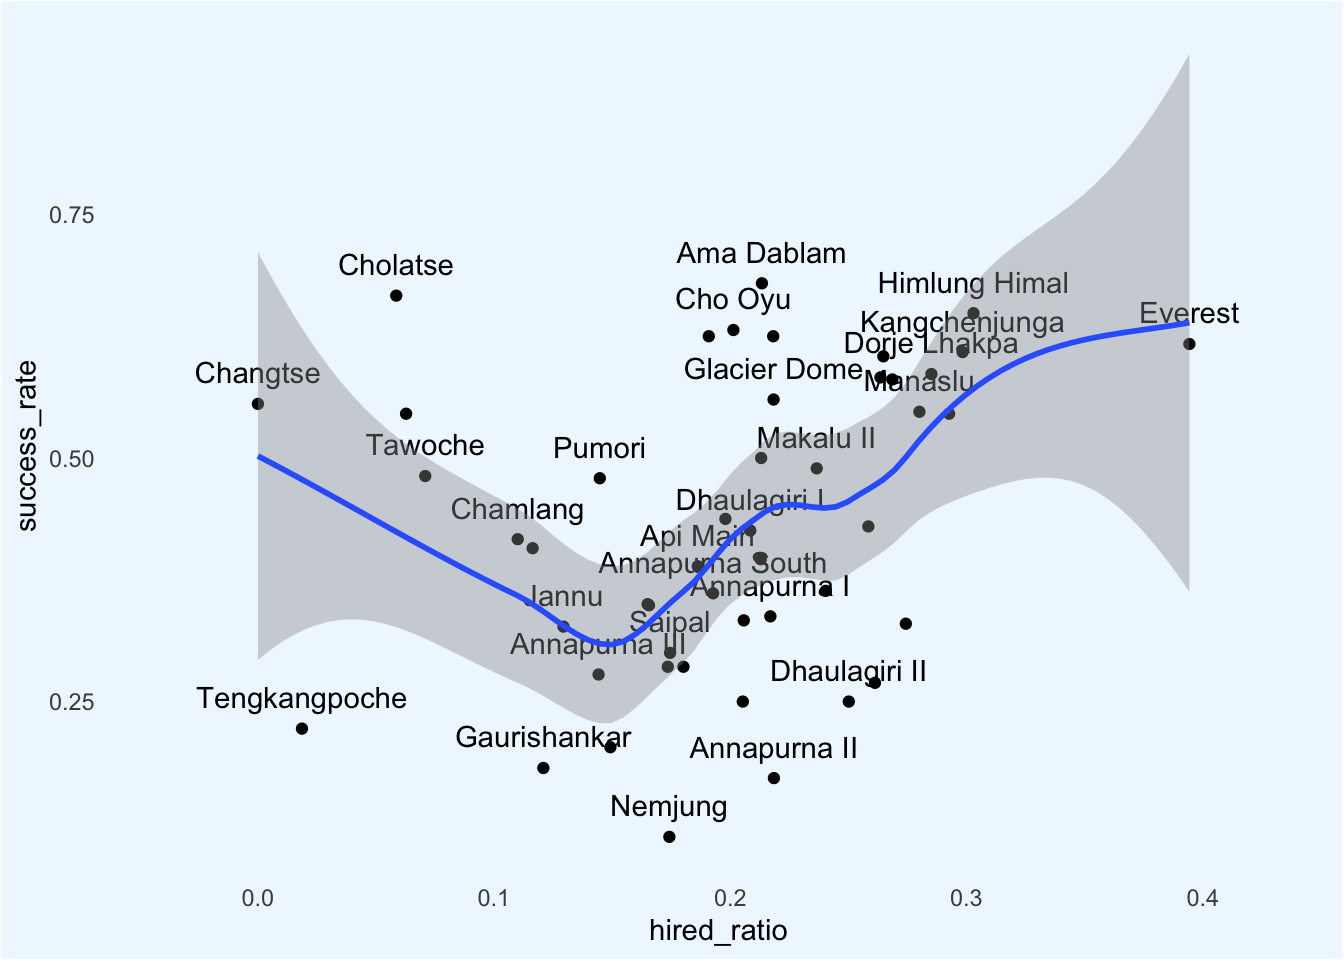 Ama Dablam
Cholatse
Himlung Himal
Cho Oyu
Everest
Kangchenjunga
Dorje Lhakpa
Glacier Dome
Changtse
Manaslu
Tawoche
Pumori
Makalu II
Dhaulagiri I
Chamlang
Api Main
Annapurna South
Annapurna I
Jannu
Saipal
Annapurna III
Dhaulagiri II
Tengkangpoche
Gaurishankar
Annapurna II
Nemjung
0.75
0.50
0.25
success_rate
0.0 0.1 0.2 0.3 0.4
hired_ratio